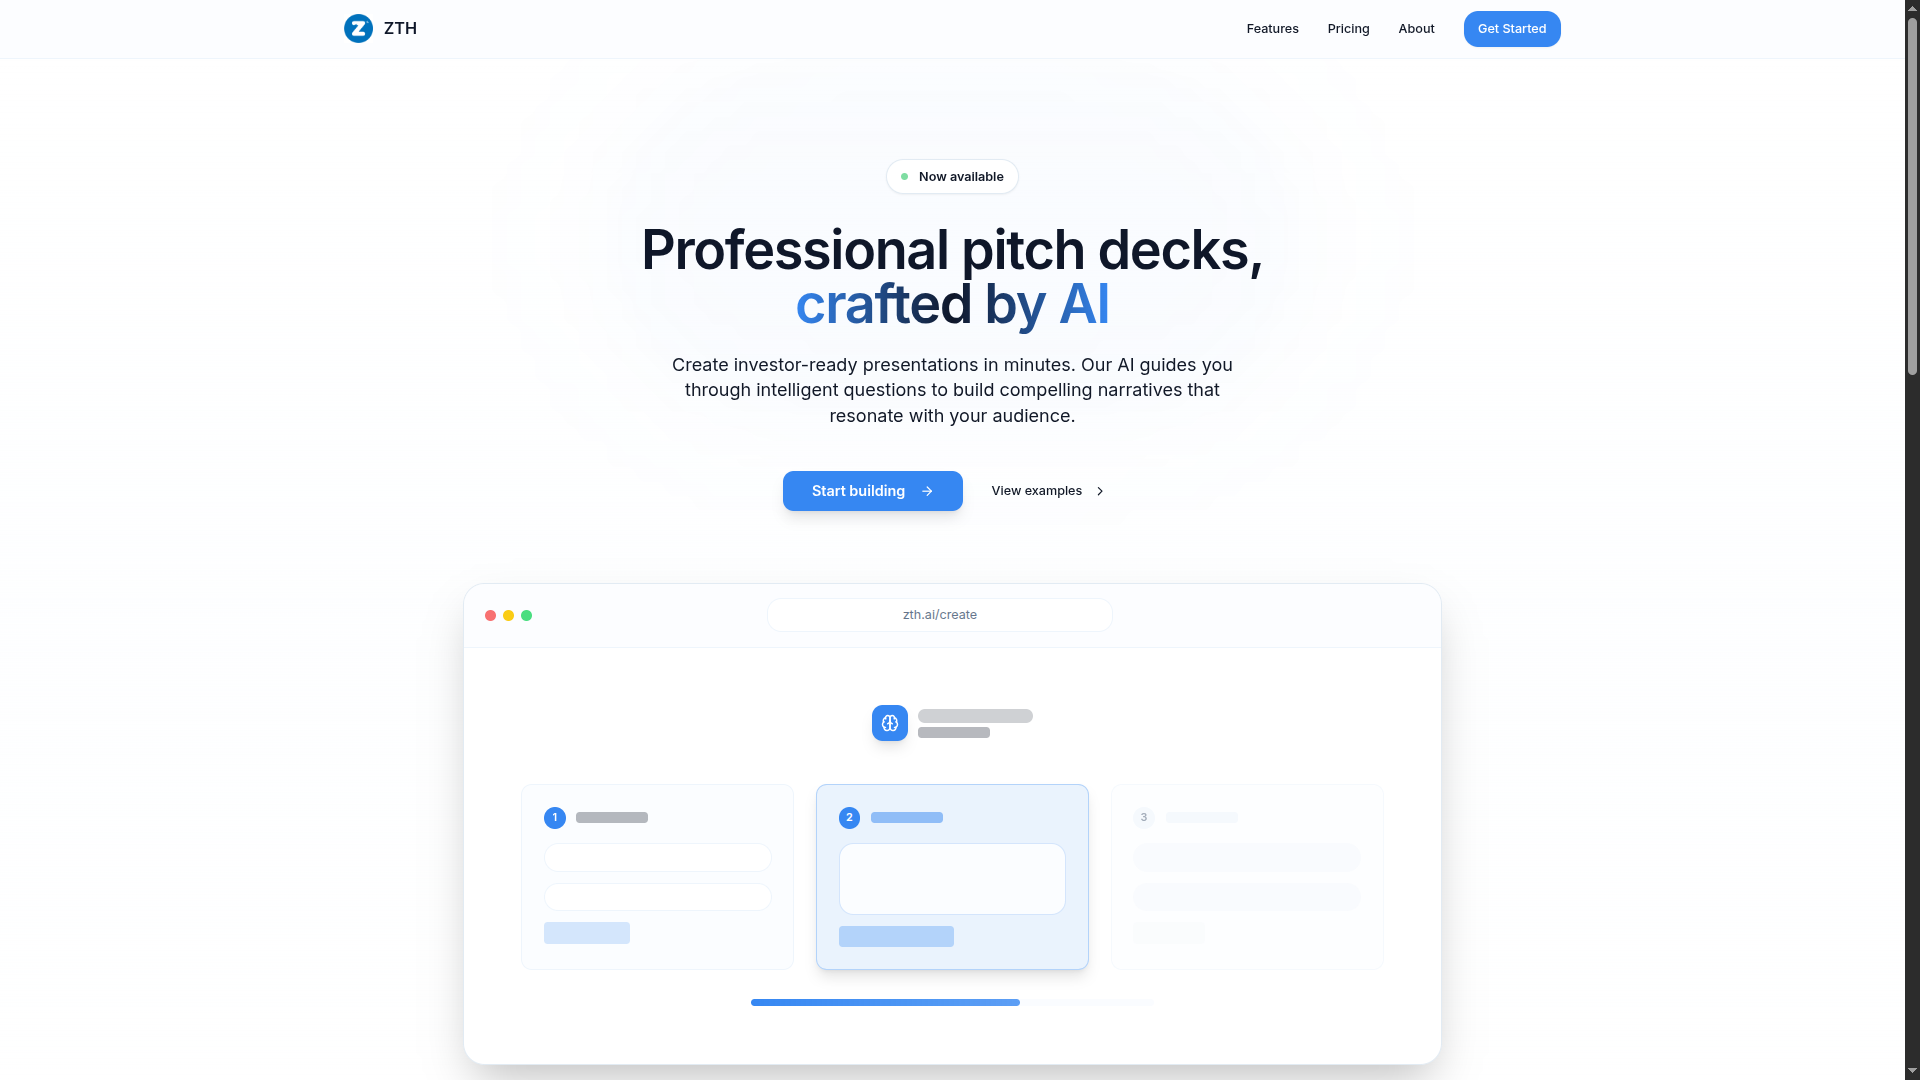 Z
ZTH
Features
Pricing
About
Get Started
Now available
Professional pitch decks,
crafted by AI
Create investor-ready presentations in minutes. Our AI guides you
through intelligent questions to build compelling narratives that
resonate with your audience.
Start building
View examples
zth.ai/create
1
2
3